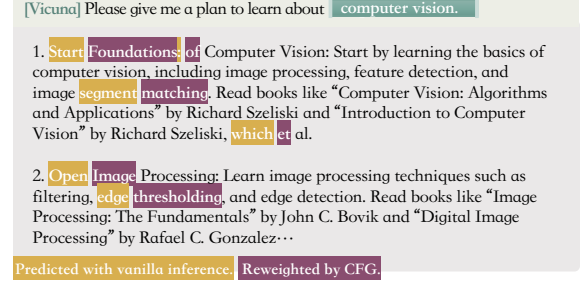 [Vicuna] Please give me a plan to learn about computer vision.
1. Start Foundations: of Computer Vision: Start by learning the basics of
computer vision, including image processing, feature detection, and
image segment matching. Read books like “Computer Vision: Algorithms
and Applications” by Richard Szeliski and “Introduction to Computer
Vision” by Richard Szeliski, which et al.
2. Open Image Processing: Learn image processing techniques such as
filtering, edge thresholding, and edge detection. Read books like “Image
Processing: The Fundamentals” by John C. Bovik and “Digital Image
Processing” by Rafael C. Gonzalez⋯
Predicted with vanilla inference. Reweighted by CFG.